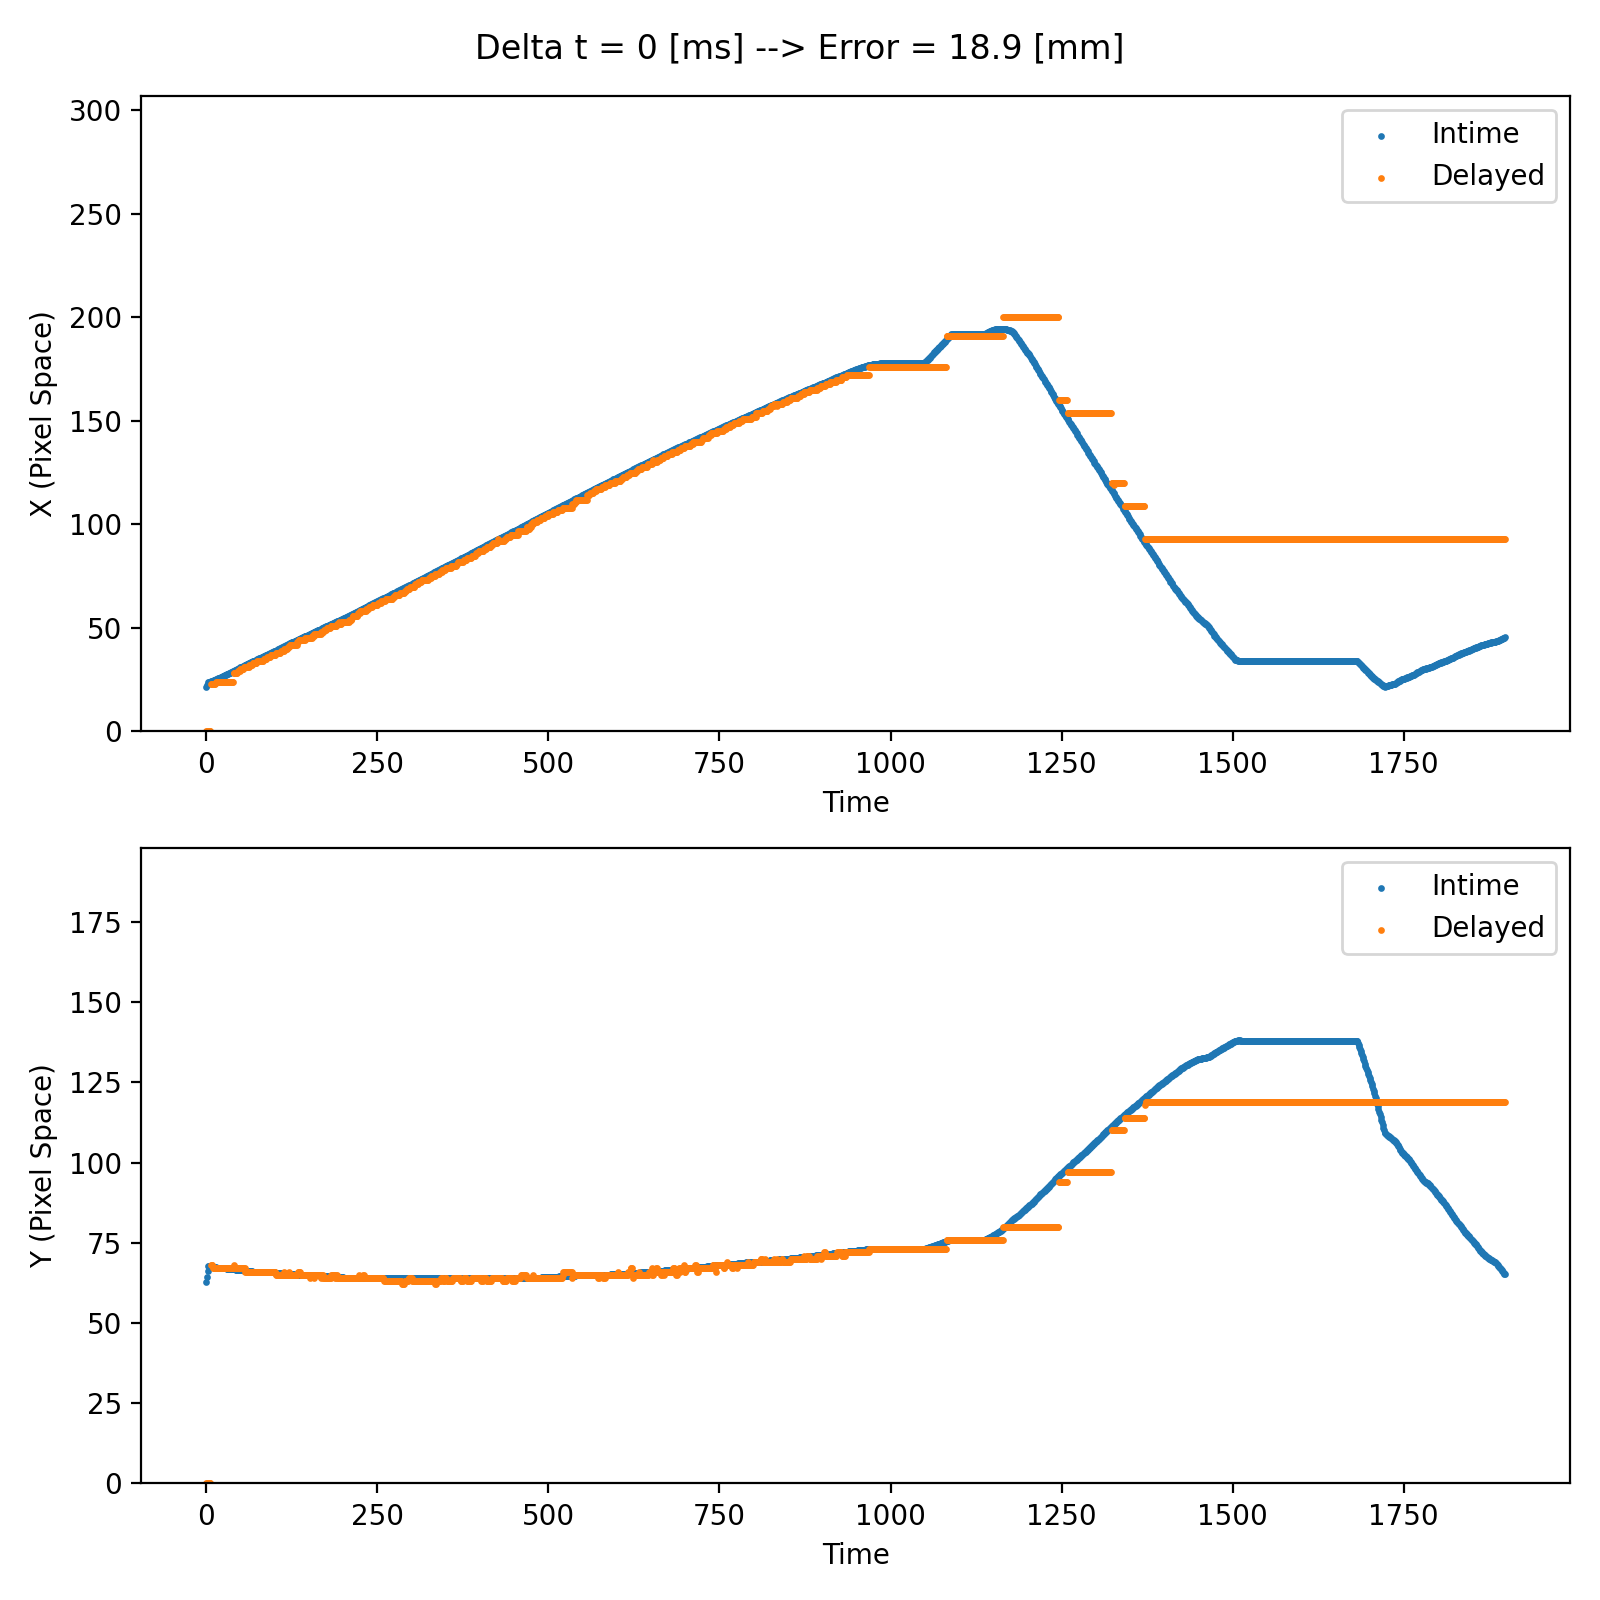 Delta t = 0 [ms] --> Error = 18.9 [mm]
300
250
200
150
100
50
0
X (Pixel Space)
Intime
Delayed
0 250 500 750 1000 1250 1500 1750
Time
175
150
125
100
75
50
25
0
Y (Pixel Space)
Intime
Delayed
0 250 500 750 1000 1250 1500 1750
Time